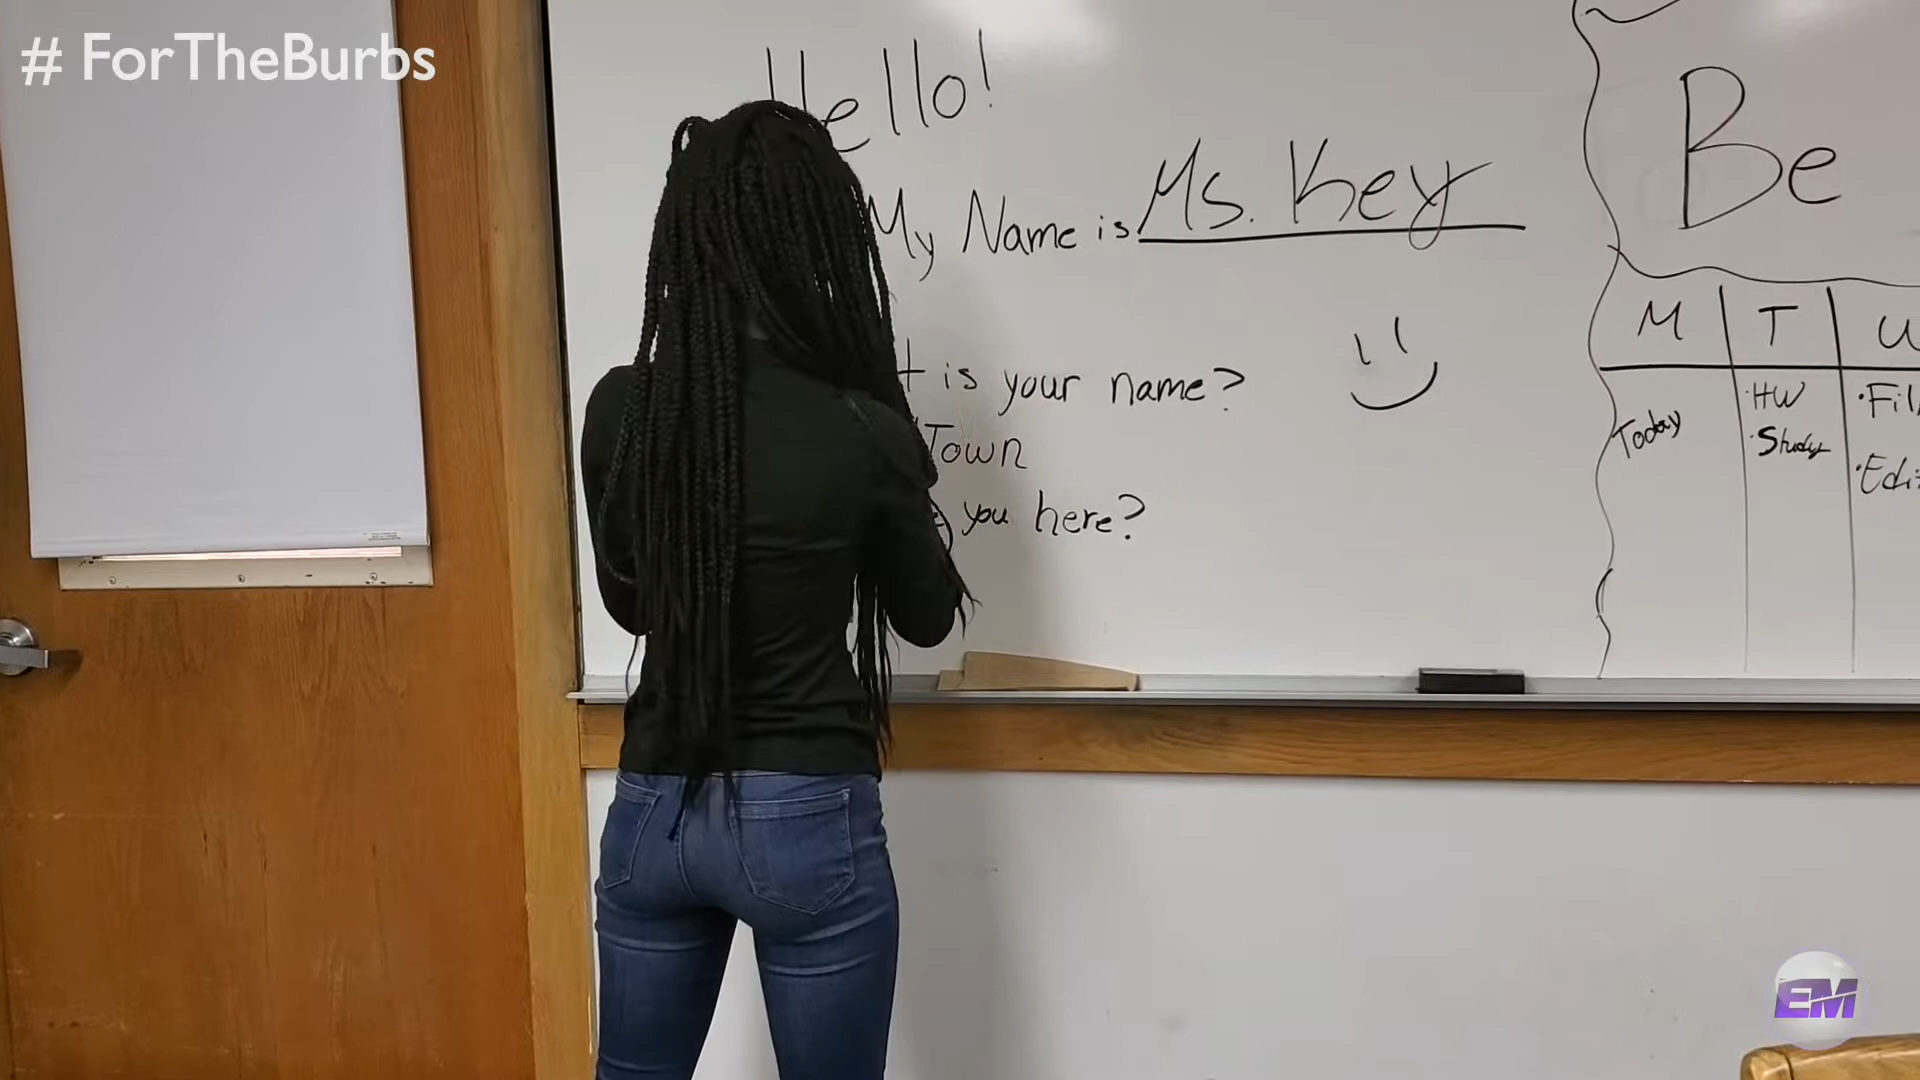 # ForTheBurbs
Hello!
My Name is Ms. Key
is your name?
Town
you here?
Be
M T
Today
·HW
·Study
EM